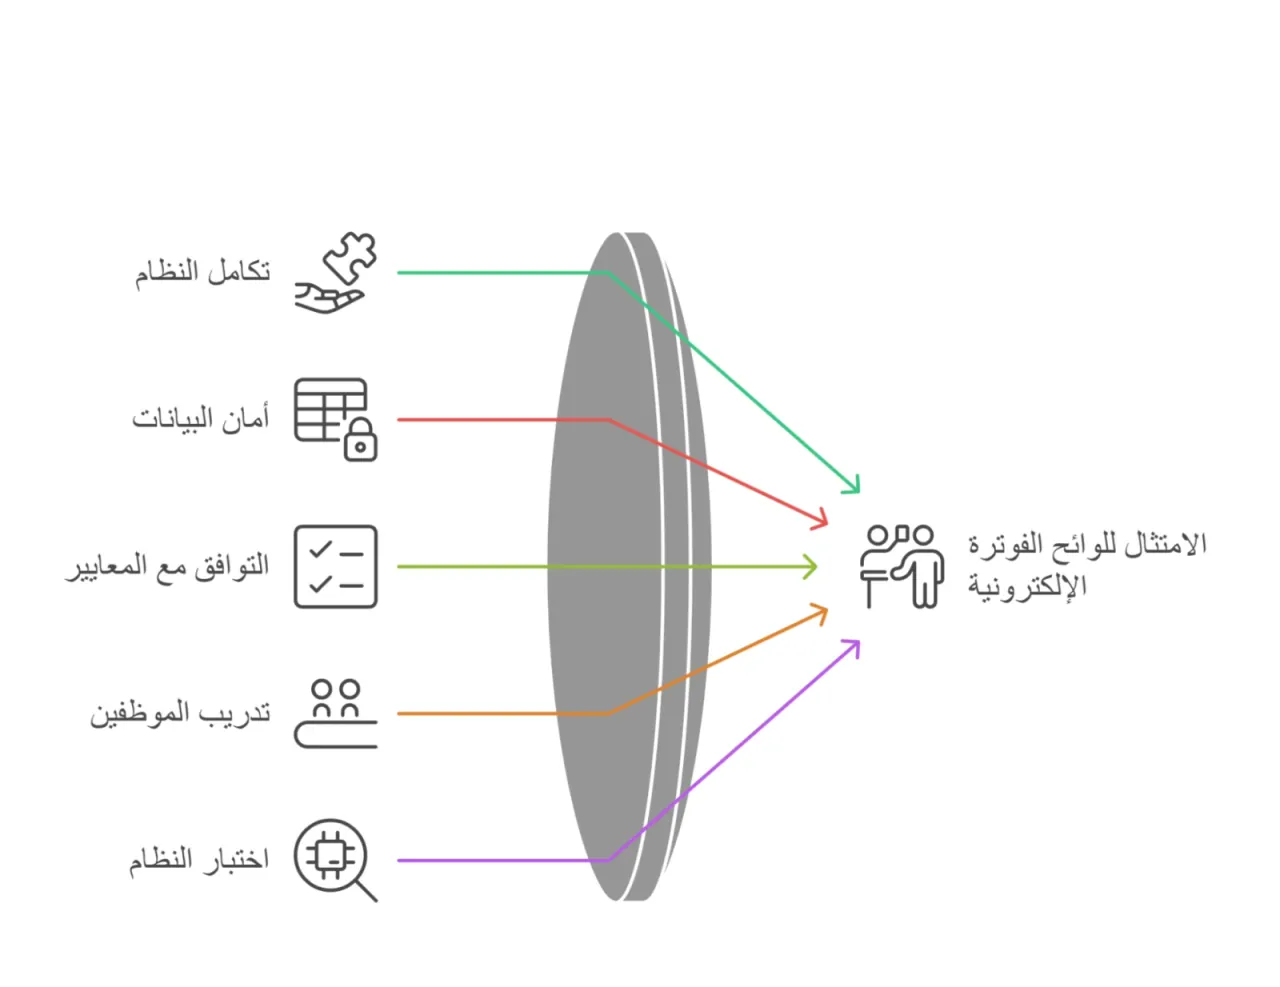 تكامل النظام
أمان البيانات
التوافق مع المعايير
تدريب الموظفين
اختبار النظام
الامتثال للوائح الفوترة
الإلكترونية